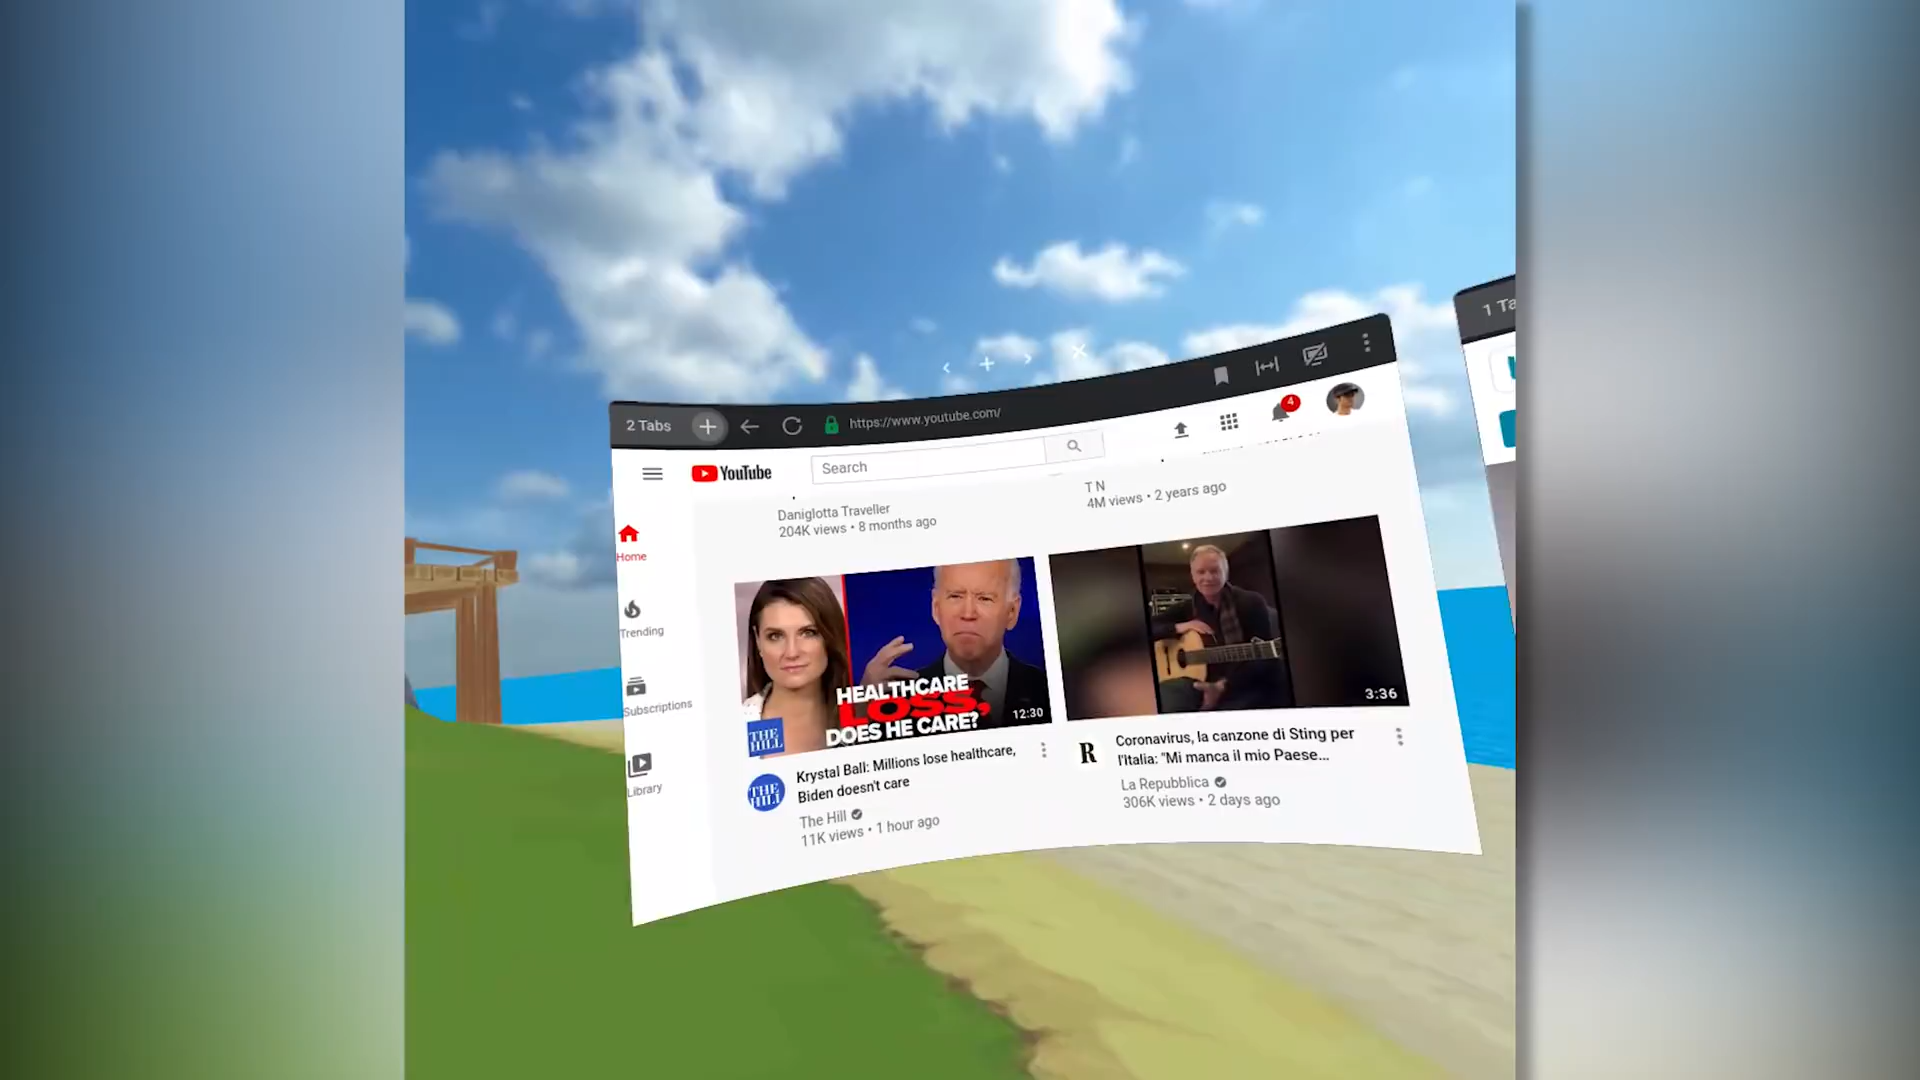 1 Ta
2 Tabs
https://www.youtube.com/
4
YouTube
Search
Daniglotta Traveller
204K views • 8 months ago
T N
4M views • 2 years ago
Home
Trending
Subscriptions
Library
HEALTHCARE
LOSS,
DOES HE CARE?
THE
HILL
12:30
3:36
THE
HILL
Krystal Ball: Millions lose healthcare,
Biden doesn't care
The Hill
11K views • 1 hour ago
R
Coronavirus, la canzone di Sting per
l'Italia: "Mi manca il mio Paese...
La Repubblica
306K views • 2 days ago